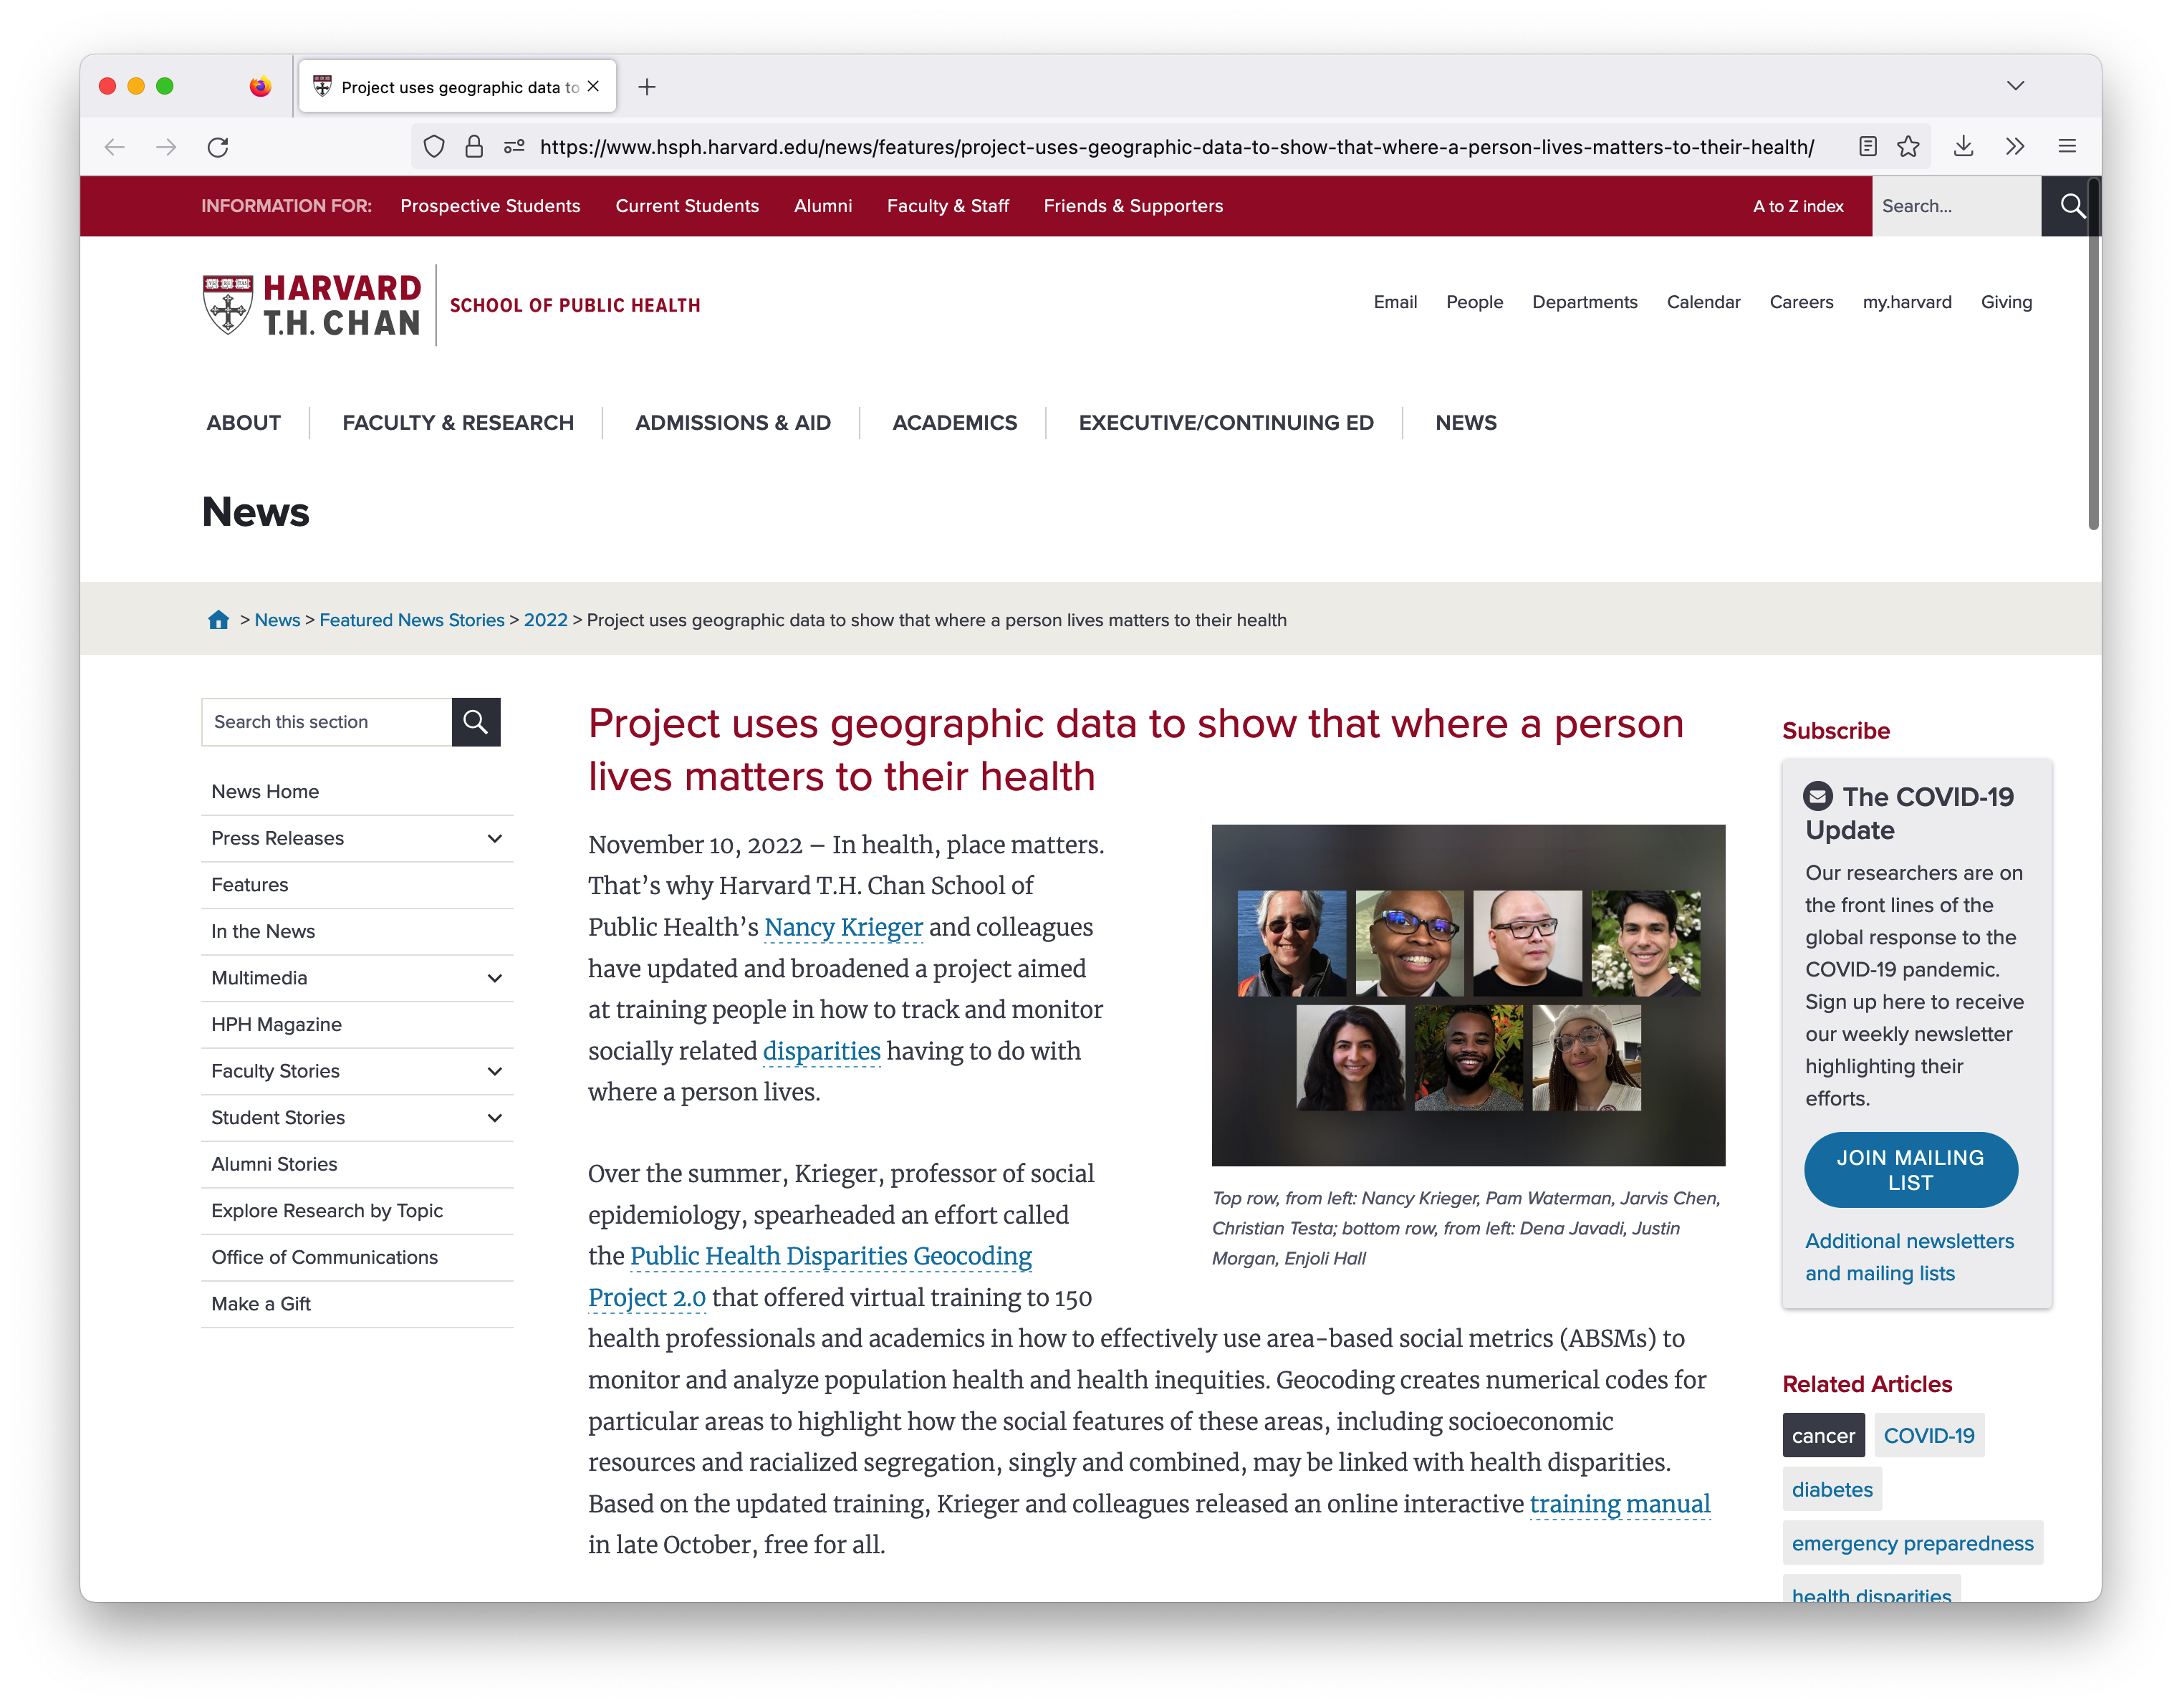 Project uses geographic data to
https://www.hsph.harvard.edu/news/features/project-uses-geographic-data-to-show-that-where-a-person-lives-matters-to-their-health/
INFORMATION FOR: Prospective Students Current Students Alumni Faculty & Staff Friends & Supporters A to Z index Search...
HARVARD
T.H. CHAN
SCHOOL OF PUBLIC HEALTH
Email People Departments Calendar Careers my.harvard Giving
ABOUT FACULTY & RESEARCH ADMISSIONS & AID ACADEMICS EXECUTIVE/CONTINUING ED NEWS
News
> News > Featured News Stories > 2022 > Project uses geographic data to show that where a person lives matters to their health
Search this section
News Home
Press Releases
Features
In the News
Multimedia
HPH Magazine
Faculty Stories
Student Stories
Alumni Stories
Explore Research by Topic
Office of Communications
Make a Gift
Project uses geographic data to show that where a person
lives matters to their health
November 10, 2022 – In health, place matters.
That’s why Harvard T.H. Chan School of
Public Health’s Nancy Krieger and colleagues
have updated and broadened a project aimed
at training people in how to track and monitor
socially related disparities having to do with
where a person lives.
Over the summer, Krieger, professor of social
epidemiology, spearheaded an effort called
the Public Health Disparities Geocoding
Project 2.0 that offered virtual training to 150
health professionals and academics in how to effectively use area-based social metrics (ABSMs) to
monitor and analyze population health and health inequities. Geocoding creates numerical codes for
particular areas to highlight how the social features of these areas, including socioeconomic
resources and racialized segregation, singly and combined, may be linked with health disparities.
Based on the updated training, Krieger and colleagues released an online interactive training manual
in late October, free for all.
Top row, from left: Nancy Krieger, Pam Waterman, Jarvis Chen,
Christian Testa; bottom row, from left: Dena Javadi, Justin
Morgan, Enjoli Hall
Subscribe
The COVID-19
Update
Our researchers are on
the front lines of the
global response to the
COVID-19 pandemic.
Sign up here to receive
our weekly newsletter
highlighting their
efforts.
JOIN MAILING
LIST
Additional newsletters
and mailing lists
Related Articles
cancer COVID-19
diabetes
emergency preparedness
health disparities